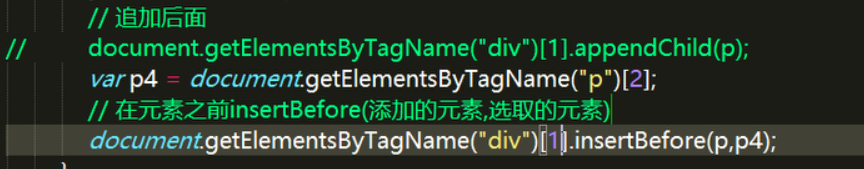 // 追加后面
// document.getElementsByTagName("div")[1].appendChild(p);
var p4 = document.getElementsByTagName("p")[2];
// 在元素之前insertBefore(添加的元素,选取的元素)
document.getElementsByTagName("div")[1].insertBefore(p,p4);